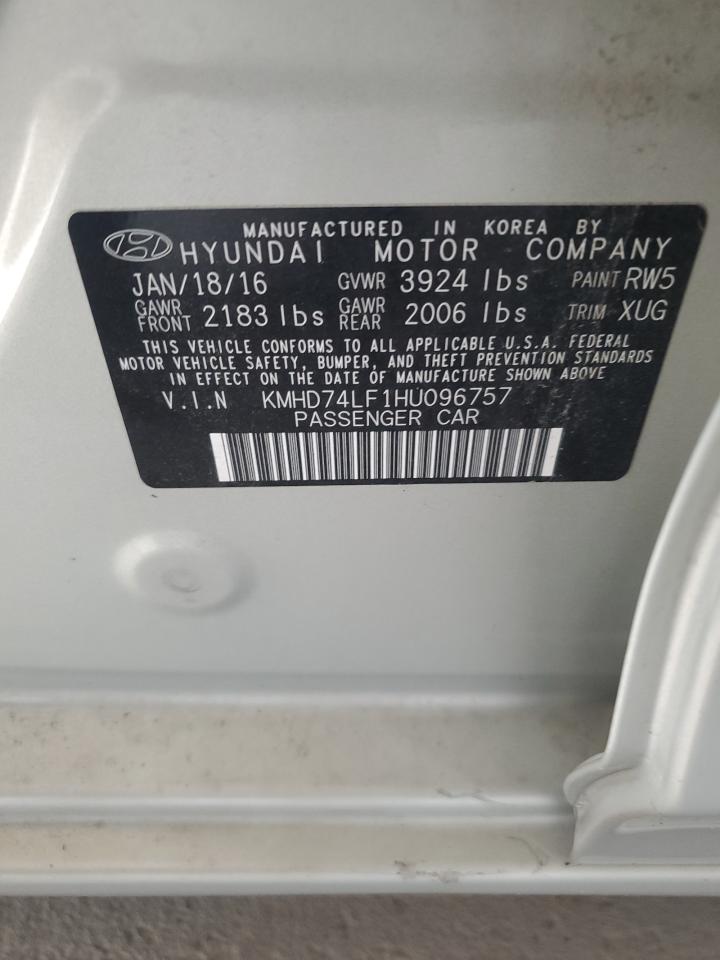 MANUFACTURED IN KOREA BY
HYUNDAI MOTOR COMPANY
JAN/18/16 GVWR 3924 lbs PAINT RW5
GAWR FRONT 2183 lbs GAWR REAR 2006 lbs TRIM XUG
THIS VEHICLE CONFORMS TO ALL APPLICABLE U.S.A. FEDERAL
MOTOR VEHICLE SAFETY, BUMPER, AND THEFT PREVENTION STANDARDS
IN EFFECT ON THE DATE OF MANUFACTURE SHOWN ABOVE
V.I.N KMHD74LF1HU096757
PASSENGER CAR